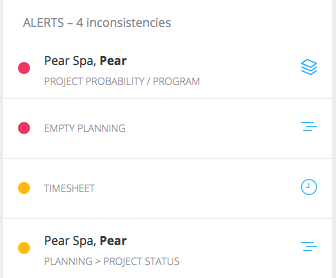 ALERTS – 4 inconsistencies
Pear Spa, Pear
PROJECT PROBABILITY / PROGRAM
EMPTY PLANNING
TIMESHEET
Pear Spa, Pear
PLANNING > PROJECT STATUS